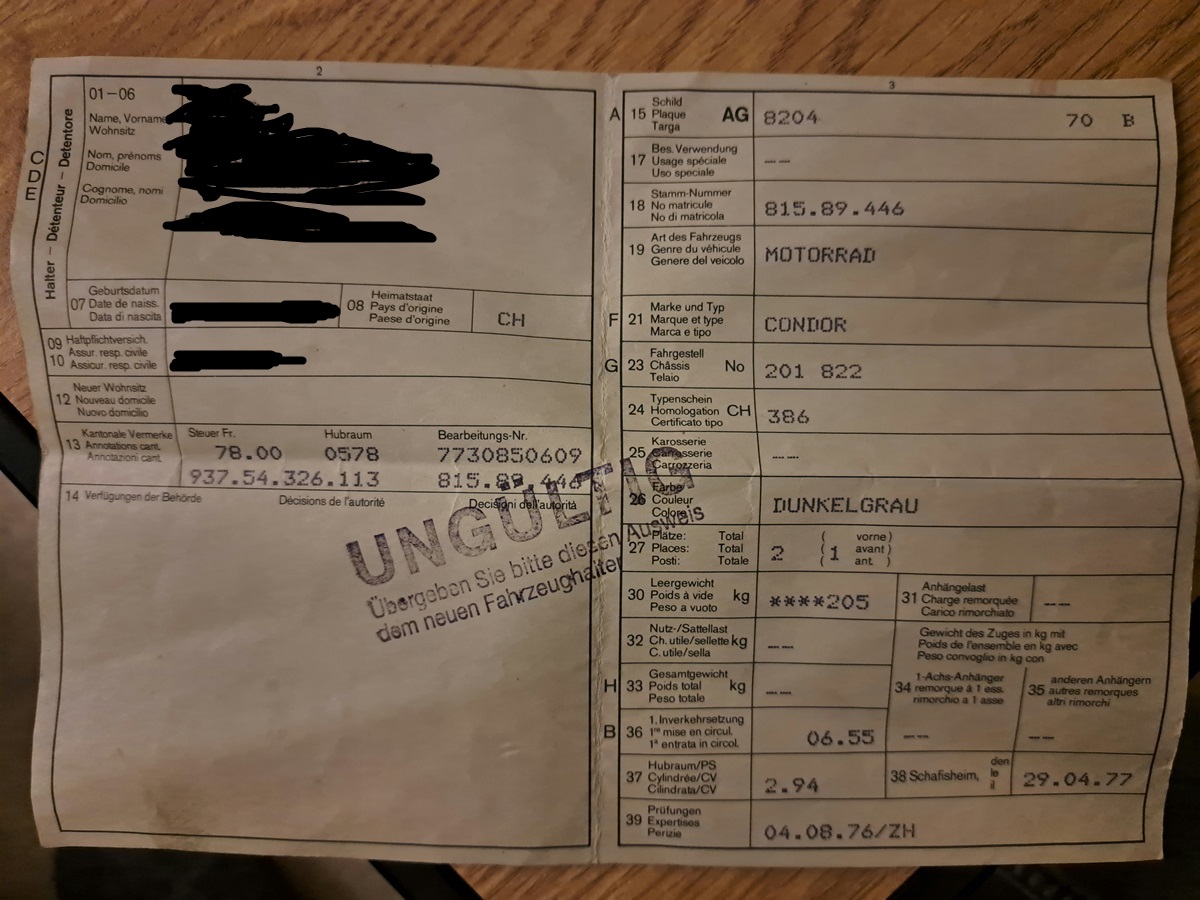 2
C
D
E
Halter – Détenteur – Detentore
01–06
Name, Vorname
Wohnsitz
Nom, prénoms
Domicile
Cognome, nomi
Domicilio
07 Geburtsdatum
Date de naiss.
Data di nascita
08 Heimatstaat
Pays d'origine
Paese d'origine
CH
09 Haftpflichtversich.
10 Assur. resp. civile
Assicur. resp. civile
12 Neuer Wohnsitz
Nouveau domicile
Nuovo domicilio
13 Kantonale Vermerke
Annotations cant.
Annotazioni cant.
Steuer Fr. Hubraum Bearbeitungs-Nr.
78.00 0578 7730850609
937.54.326.113 815.89.446
14 Verfügungen der Behörde Décisions de l'autorité Decisioni dell'autorità
UNGÜLTIG
Übergeben Sie bitte diesen Ausweis
dem neuen Fahrzeughalter
3
A 15 Schild
Plaque
Targa
AG 8204 70 B
17 Bes. Verwendung
Usage spéciale
Uso speciale
-- --
18 Stamm-Nummer
No matricule
No di matricola
815.89.446
19 Art des Fahrzeugs
Genre du véhicule
Genere del veicolo
MOTORRAD
F 21 Marke und Typ
Marque et type
Marca e tipo
CONDOR
G 23 Fahrgestell
Châssis No
Telaio
201 822
24 Typenschein
Homologation CH
Certificato tipo
386
25 Karosserie
Carrosserie
Carrozzeria
-- --
26 Farbe
Couleur
Colore
DUNKELGRAU
27 Plätze: Total
Places: Total
Posti: Totale
2 ( 1 vorne )
( avant )
( ant. )
30 Leergewicht
Poids à vide kg
Peso a vuoto
****205
31 Anhängelast
Charge remorquée
Carico rimorchiato
-- --
32 Nutz-/Sattellast
Ch. utile/sellette kg
C. utile/sella
-- --
Gewicht des Zuges in kg mit
Poids de l'ensemble en kg avec
Peso convoglio in kg con
H 33 Gesamtgewicht
Poids total kg
Peso totale
-- --
34 1-Achs-Anhänger
remorque à 1 ess.
rimorchio a 1 asse
-- --
35 anderen Anhängern
autres remorques
altri rimorchi
-- --
B 36 1. Inverkehrsetzung
1re mise en circul.
1a entrata in circol.
06.55
37 Hubraum/PS
Cylindrée/CV
Cilindrata/CV
2.94
38 Schafisheim, den
le
il
29.04.77
39 Prüfungen
Expertises
Perizie
04.08.76/ZH